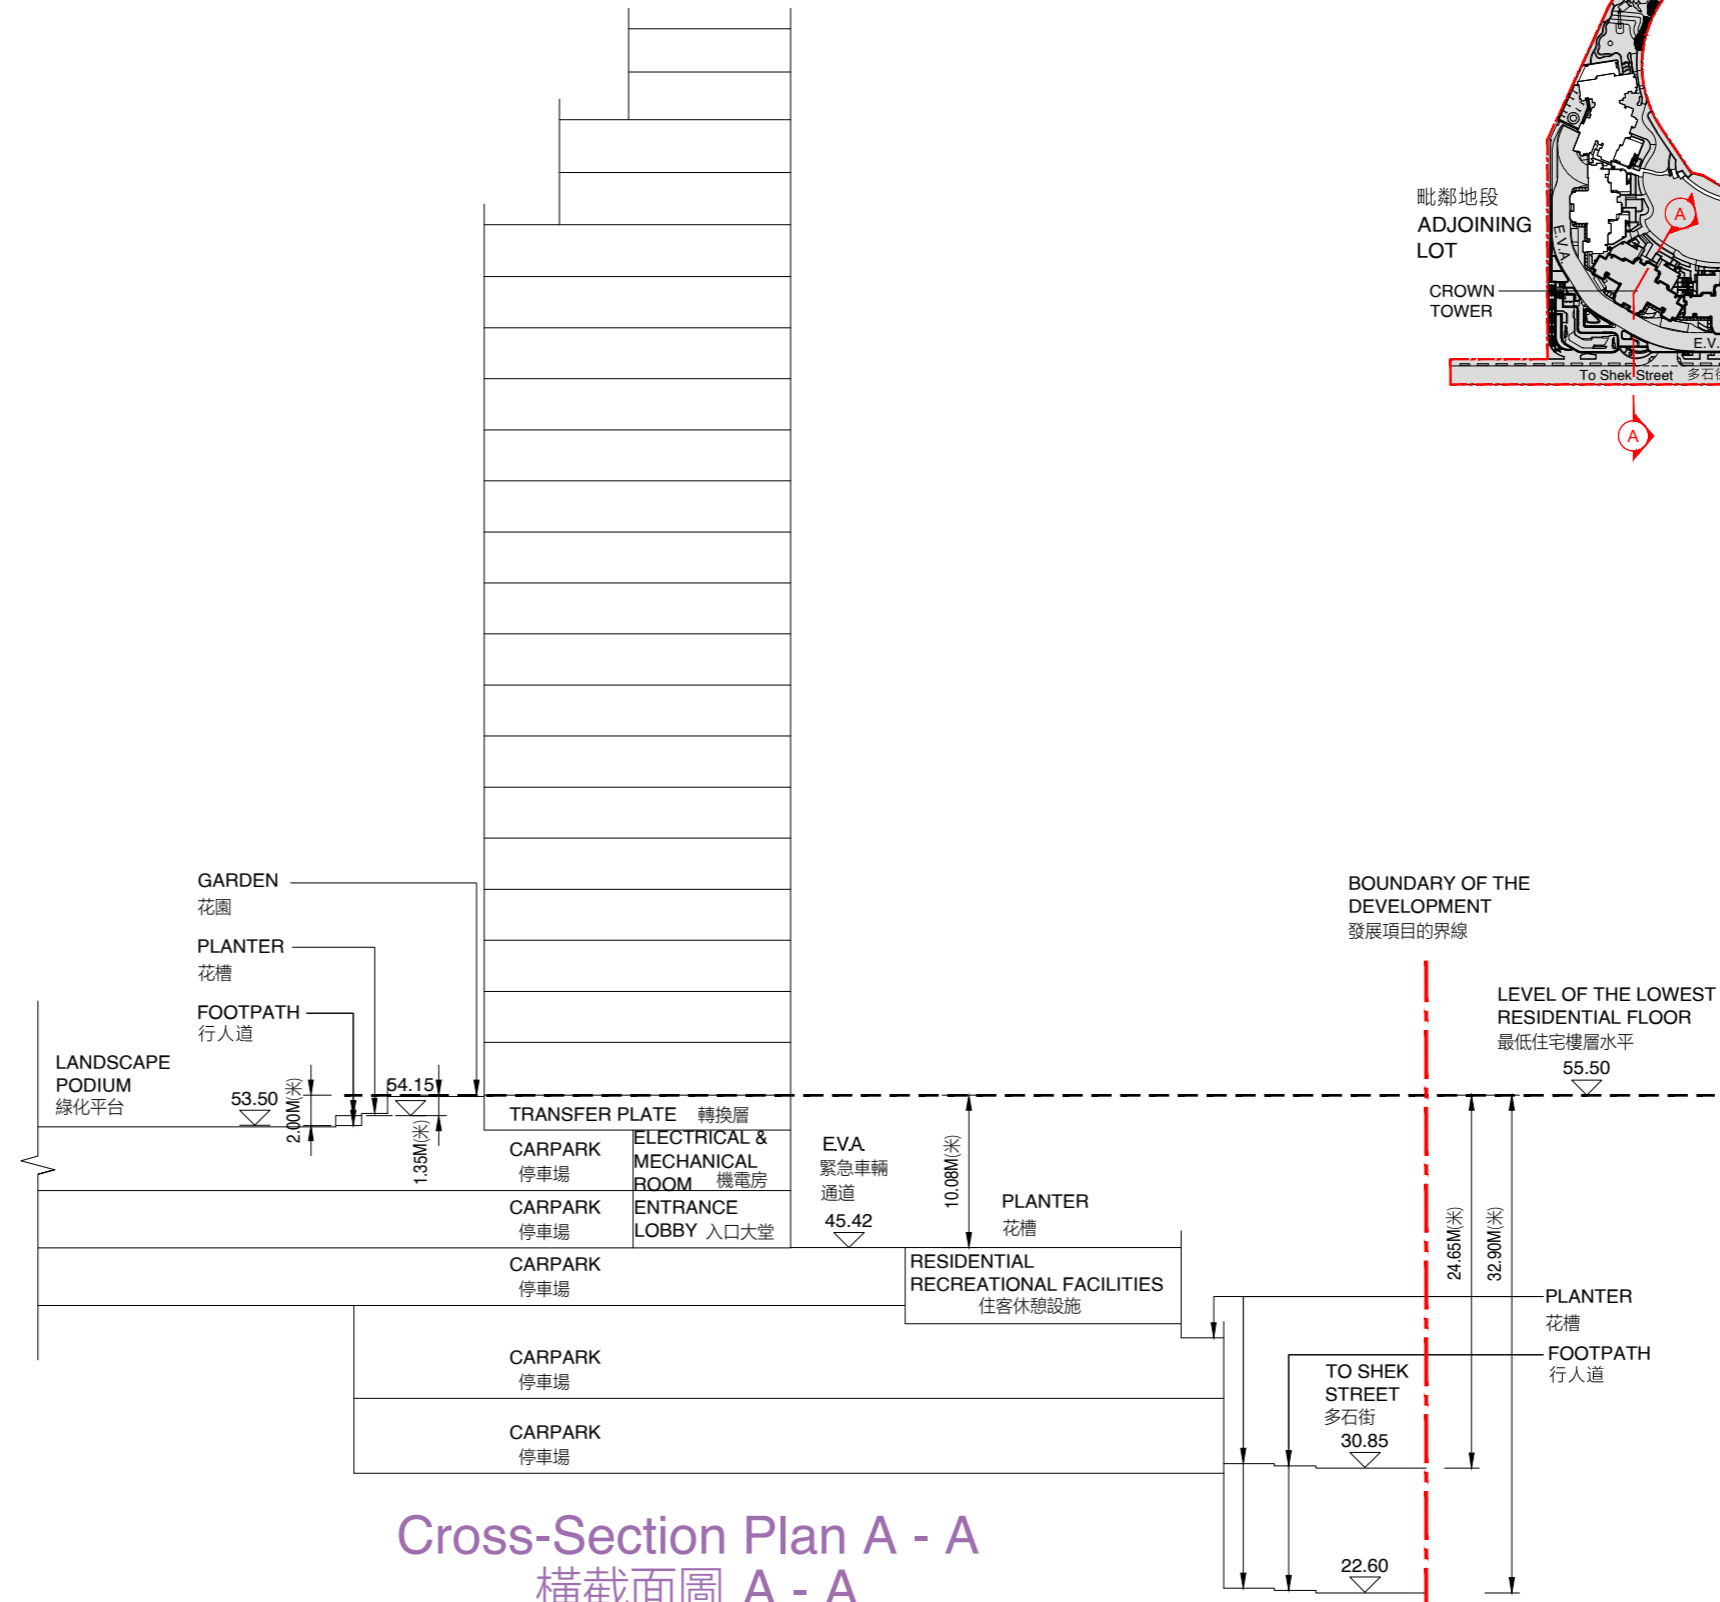 毗鄰地段
ADJOINING
LOT
CROWN
TOWER
A
E.V.A.
E.V.
To Shek Street 多石街
A
GARDEN
花園
PLANTER
花槽
FOOTPATH
行人道
LANDSCAPE
PODIUM
綠化平台
53.50
2.00M(米)
54.15
1.35M(米)
TRANSFER PLATE 轉換層
CARPARK
停車場
ELECTRICAL &
MECHANICAL
ROOM 機電房
CARPARK
停車場
ENTRANCE
LOBBY 入口大堂
CARPARK
停車場
CARPARK
停車場
CARPARK
停車場
E.V.A.
緊急車輛
通道
45.42
10.08M(米)
PLANTER
花槽
RESIDENTIAL
RECREATIONAL FACILITIES
住客休憩設施
BOUNDARY OF THE
DEVELOPMENT
發展項目的界線
LEVEL OF THE LOWEST
RESIDENTIAL FLOOR
最低住宅樓層水平
55.50
24.65M(米)
32.90M(米)
PLANTER
花槽
FOOTPATH
行人道
TO SHEK
STREET
多石街
30.85
22.60
Cross-Section Plan A - A
橫截面圖 A - A